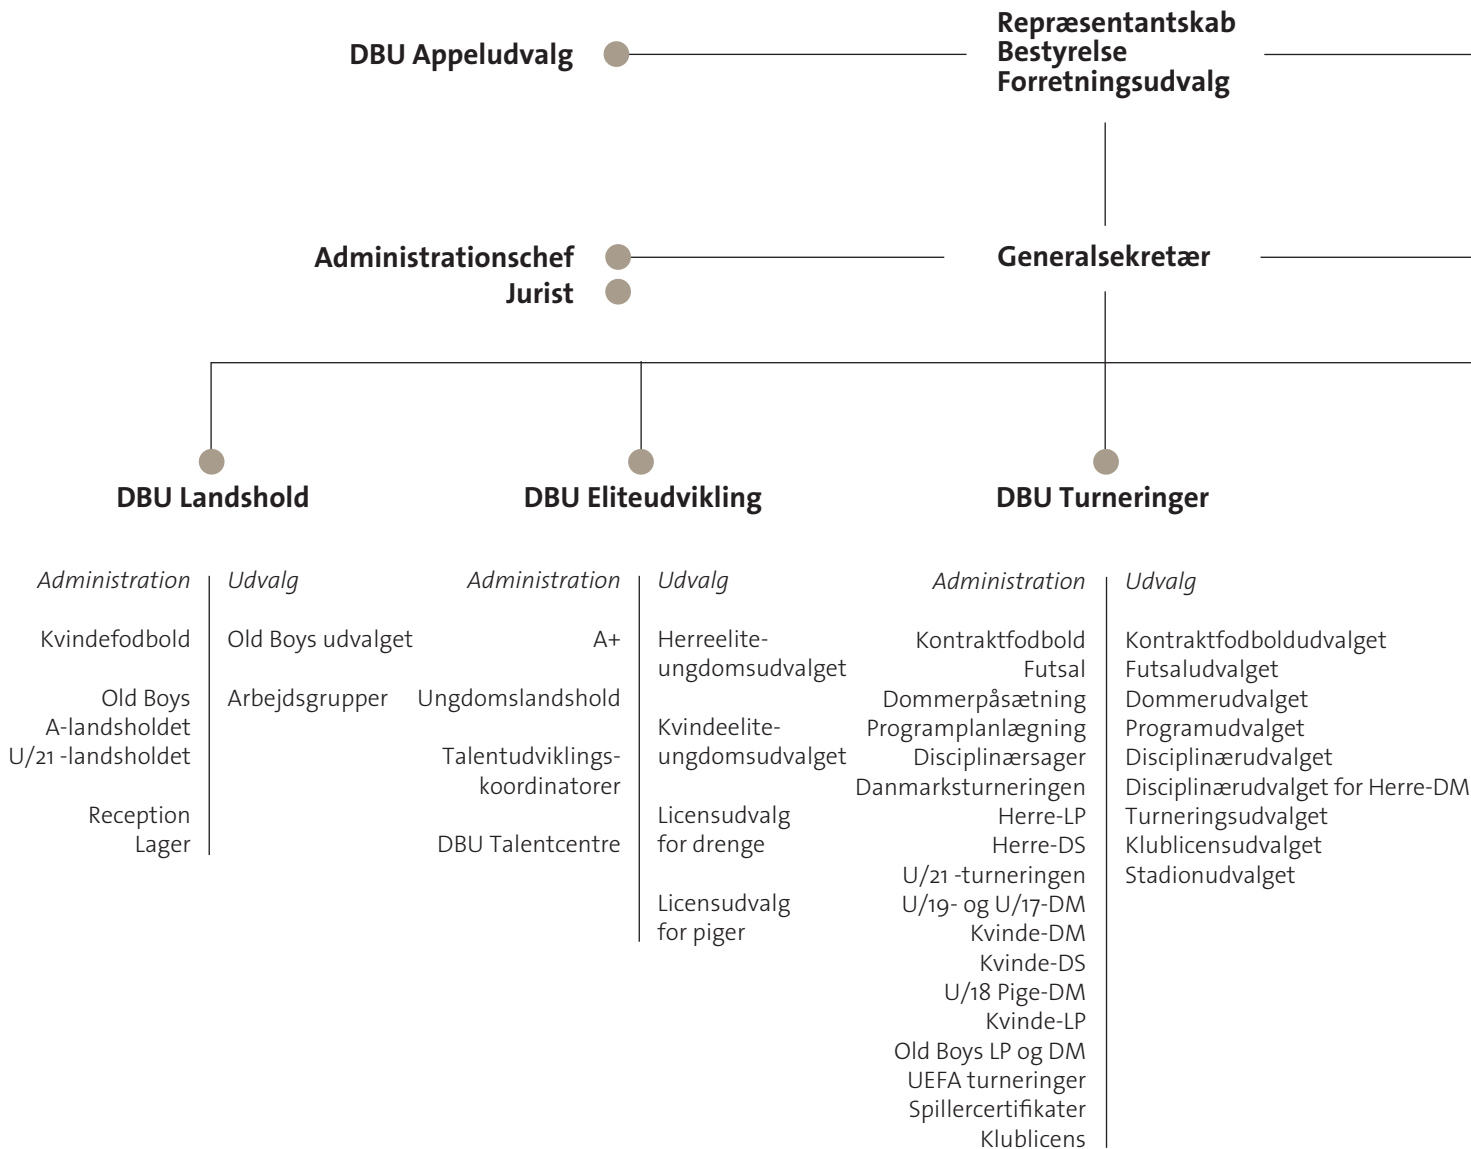 DBU Appeludvalg
Repræsentantskab
Bestyrelse
Forretningsudvalg
Administrationschef
Jurist
Generalsekretær
DBU Landshold
Administration
Kvindefodbold
Old Boys
A-landsholdet
U/21 -landsholdet
Reception
Lager
Udvalg
Old Boys udvalget
Arbejdsgrupper
DBU Eliteudvikling
Administration
A+
Ungdomslandshold
Talentudviklings-
koordinatorer
DBU Talentcentre
Udvalg
Herreelite-
ungdomsudvalget
Kvindeelite-
ungdomsudvalget
Licensudvalg
for drenge
Licensudvalg
for piger
DBU Turneringer
Administration
Kontraktfodbold
Futsal
Dommerpåsætning
Programplanlægning
Disciplinærsager
Danmarksturneringen
Herre-LP
Herre-DS
U/21 -turneringen
U/19- og U/17-DM
Kvinde-DM
Kvinde-DS
U/18 Pige-DM
Kvinde-LP
Old Boys LP og DM
UEFA turneringer
Spillercertifikater
Klublicens
Udvalg
Kontraktfodboldudvalget
Futsaludvalget
Dommerudvalget
Programudvalget
Disciplinærudvalget
Disciplinærudvalget for Herre-DM
Turneringsudvalget
Klublicensudvalget
Stadionudvalget